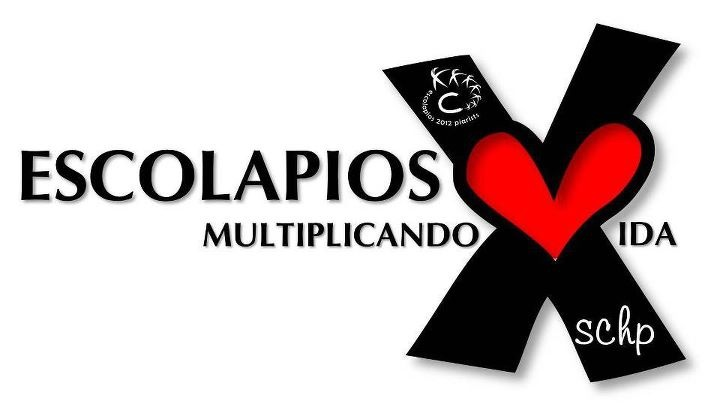 ESCOLAPIOS
MULTIPLICANDO IDA
C
escolapios 2012 piarists
schp